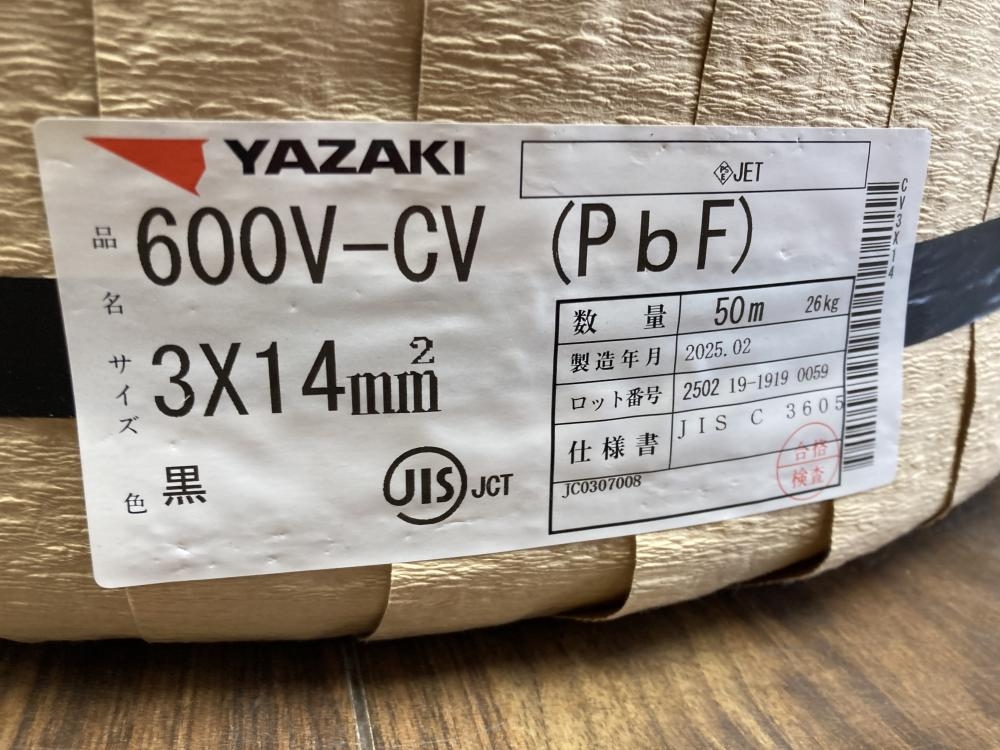 YAZAKI
PS
E JET
品名 600V-CV (PbF)
サイズ 3X14mm²
色 黒
JIS JCT
数量 50m 26kg
製造年月 2025.02
ロット番号 2502 19-1919 0059
仕様書 JIS C 3605
JC0307008
合格
検査
CV3X14